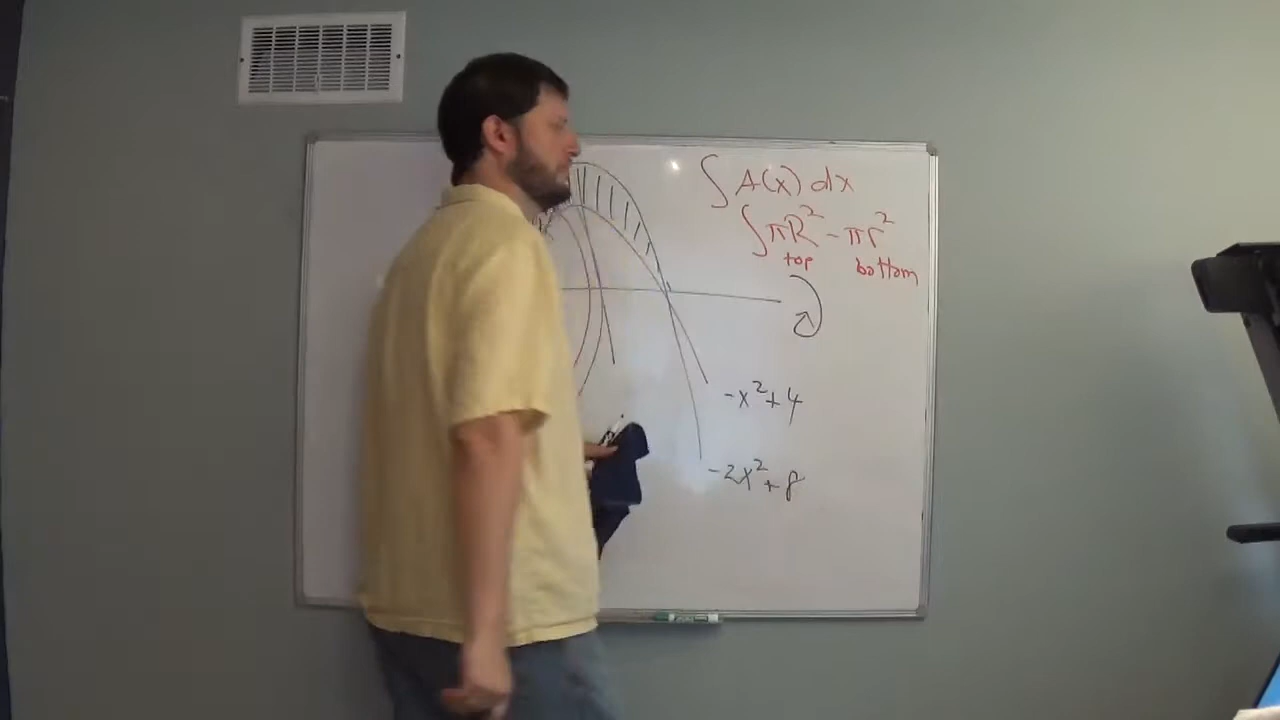 ∫ A(x) dx
∫ πR² - πr²
top bottom
-x² + 4
-2x² + 8